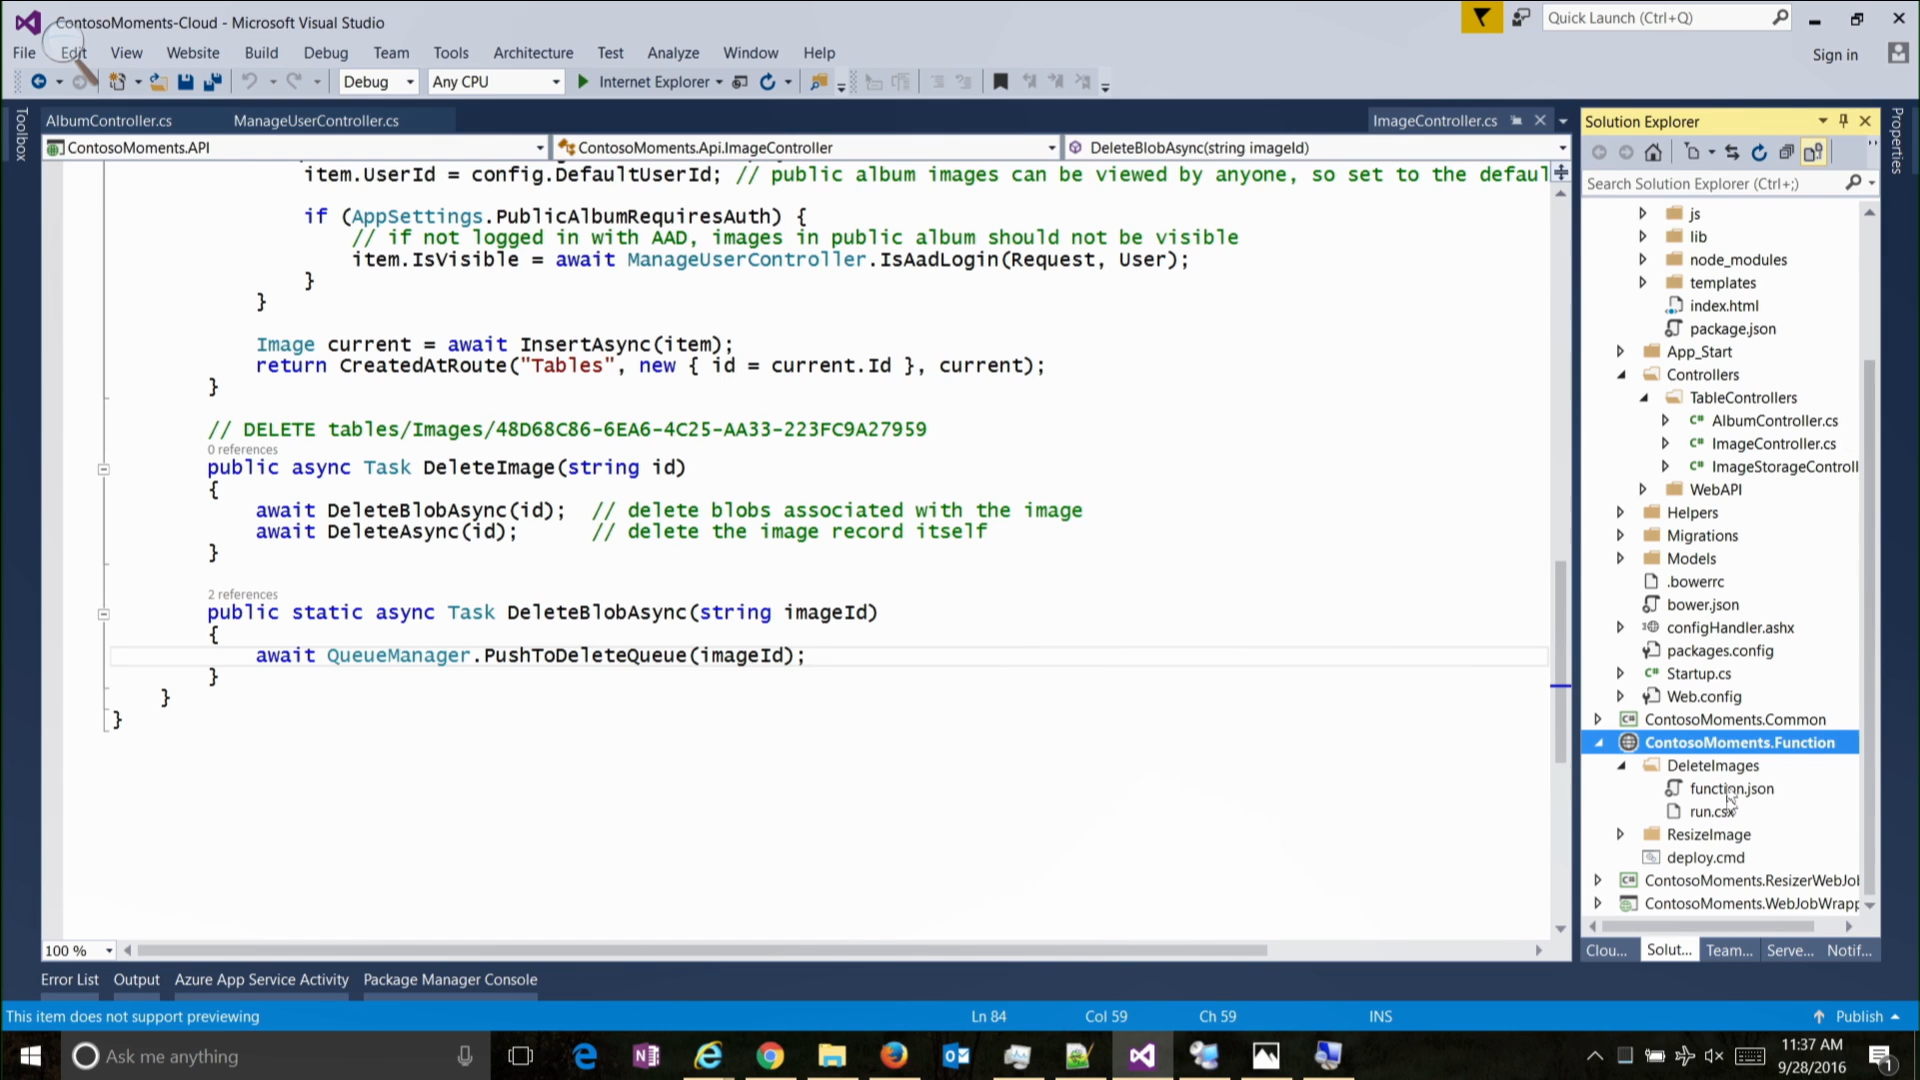 ContosoMoments-Cloud - Microsoft Visual Studio
Quick Launch (Ctrl+Q)
File Edit View Website Build Debug Team Tools Architecture Test Analyze Window Help
Sign in
Debug Any CPU Internet Explorer
Toolbox
AlbumController.cs ManageUserController.cs ImageController.cs
ContosoMoments.API ContosoMoments.Api.ImageController DeleteBlobAsync(string imageId)
item.UserId = config.DefaultUserId; // public album images can be viewed by anyone, so set to the defaul
if (AppSettings.PublicAlbumRequiresAuth) {
// if not logged in with AAD, images in public album should not be visible
item.IsVisible = await ManageUserController.IsAadLogin(Request, User);
}
}
Image current = await InsertAsync(item);
return CreatedAtRoute("Tables", new { id = current.Id }, current);
}
// DELETE tables/Images/48D68C86-6EA6-4C25-AA33-223FC9A27959
0 references
public async Task DeleteImage(string id)
{
await DeleteBlobAsync(id); // delete blobs associated with the image
await DeleteAsync(id); // delete the image record itself
}
2 references
public static async Task DeleteBlobAsync(string imageId)
{
await QueueManager.PushToDeleteQueue(imageId);
}
}
}
100 %
Solution Explorer
Search Solution Explorer (Ctrl+;)
js
lib
node_modules
templates
index.html
package.json
App_Start
Controllers
TableControllers
C# AlbumController.cs
C# ImageController.cs
C# ImageStorageControll
WebAPI
Helpers
Migrations
Models
.bowerrc
bower.json
configHandler.ashx
packages.config
C# Startup.cs
Web.config
C# ContosoMoments.Common
ContosoMoments.Function
DeleteImages
function.json
run.csx
ResizeImage
deploy.cmd
C# ContosoMoments.ResizerWebJob
ContosoMoments.WebJobWrapp
Clou... Solut... Team... Serve... Notif...
Properties
Error List Output Azure App Service Activity Package Manager Console
This item does not support previewing Ln 84 Col 59 Ch 59 INS Publish
Ask me anything
11:37 AM
9/28/2016
1